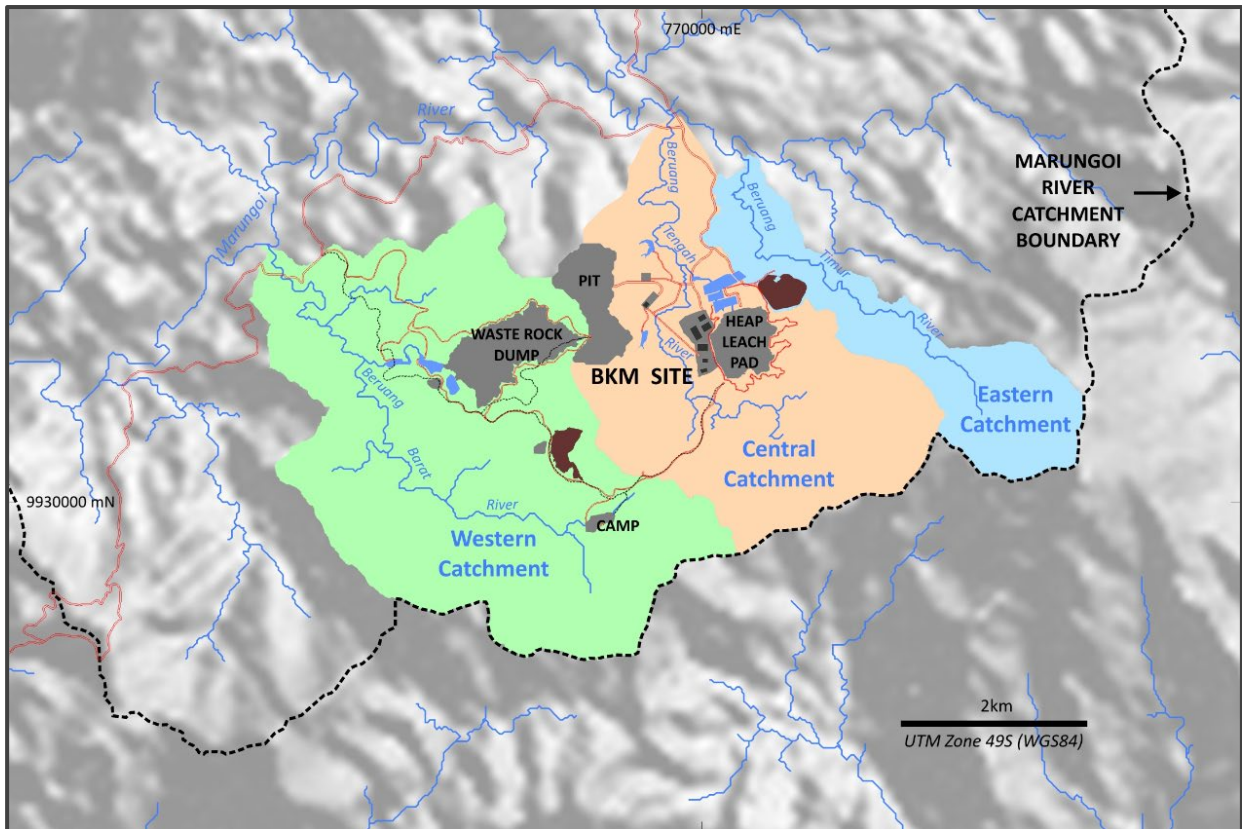 770000 mE
River
Beruang
MARUNGOI
RIVER
CATCHMENT
BOUNDARY
Beruang
Marungoi
Tengah
Timur
PIT
River
WASTE ROCK
DUMP
HEAP
LEACH
PAD
River
BKM SITE
Beruang
Eastern
Catchment
Central
Catchment
Barat
9930000 mN
River
CAMP
Western
Catchment
2km
UTM Zone 49S (WGS84)